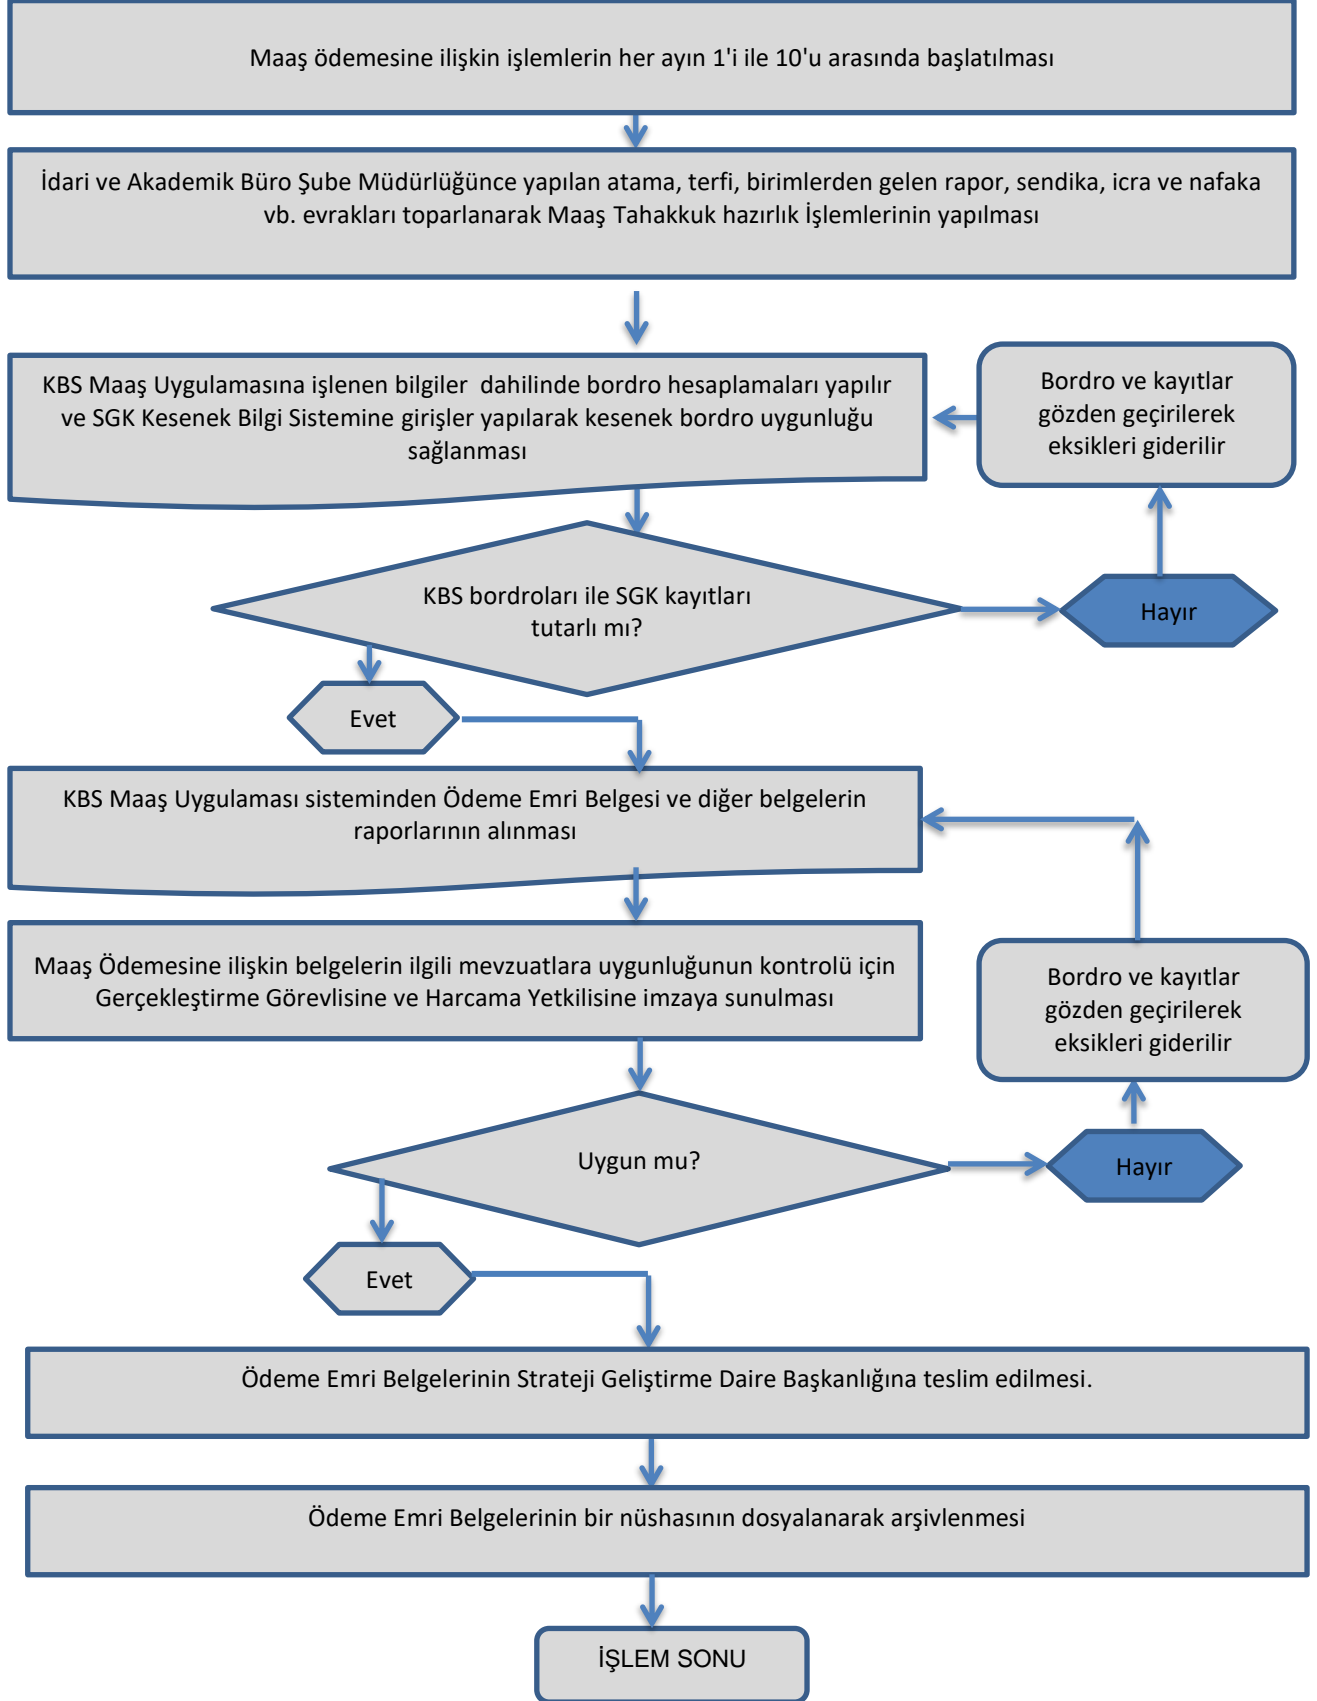 Maaş ödemesine ilişkin işlemlerin her ayın 1'i ile 10'u arasında başlatılması
İdari ve Akademik Büro Şube Müdürlüğünce yapılan atama, terfi, birimlerden gelen rapor, sendika, icra ve nafaka
vb. evrakları toparlanarak Maaş Tahakkuk hazırlık İşlemlerinin yapılması
KBS Maaş Uygulamasına işlenen bilgiler  dahilinde bordro hesaplamaları yapılır
ve SGK Kesenek Bilgi Sistemine girişler yapılarak kesenek bordro uygunluğu
sağlanması
Bordro ve kayıtlar
gözden geçirilerek
eksikleri giderilir
KBS bordroları ile SGK kayıtları
tutarlı mı?
Hayır
Evet
KBS Maaş Uygulaması sisteminden Ödeme Emri Belgesi ve diğer belgelerin
raporlarının alınması
Maaş Ödemesine ilişkin belgelerin ilgili mevzuatlara uygunluğunun kontrolü için
Gerçekleştirme Görevlisine ve Harcama Yetkilisine imzaya sunulması
Bordro ve kayıtlar
gözden geçirilerek
eksikleri giderilir
Uygun mu?
Hayır
Evet
Ödeme Emri Belgelerinin Strateji Geliştirme Daire Başkanlığına teslim edilmesi.
Ödeme Emri Belgelerinin bir nüshasının dosyalanarak arşivlenmesi
İŞLEM SONU